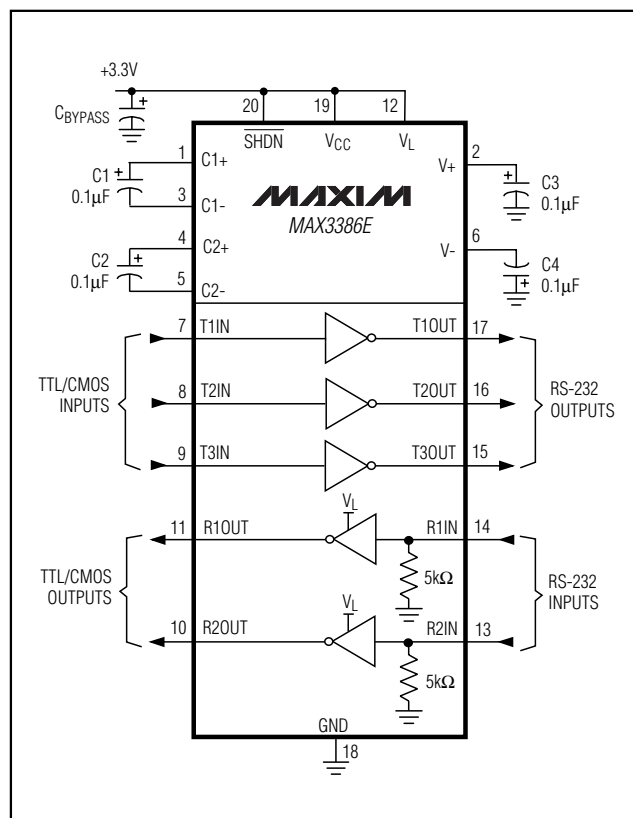 +3.3V
CBYPASS
20
19
12
SHDN
VCC
VL
1
C1+
C1
0.1µF
3
C1-
4
C2+
C2
0.1µF
5
C2-
MAXIM
MAX3386E
V+
2
C3
0.1µF
V-
6
C4
0.1µF
TTL/CMOS
INPUTS
7
T1IN
T1OUT
17
8
T2IN
T2OUT
16
9
T3IN
T3OUT
15
RS-232
OUTPUTS
TTL/CMOS
OUTPUTS
11
R1OUT
VL
R1IN
14
5kΩ
10
R2OUT
VL
R2IN
13
5kΩ
RS-232
INPUTS
GND
18